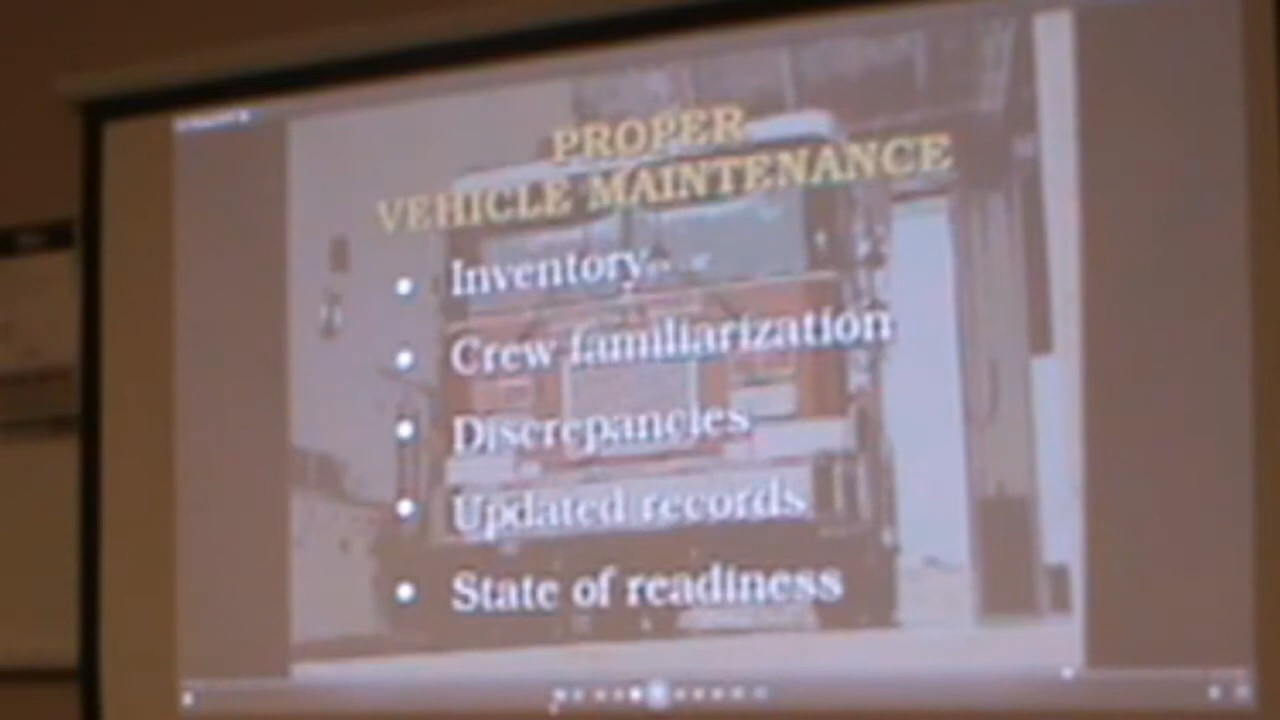 PROPER
VEHICLE MAINTENANCE
• Inventory
• Crew familiarization
• Discrepancies
• Updated records
• State of readiness